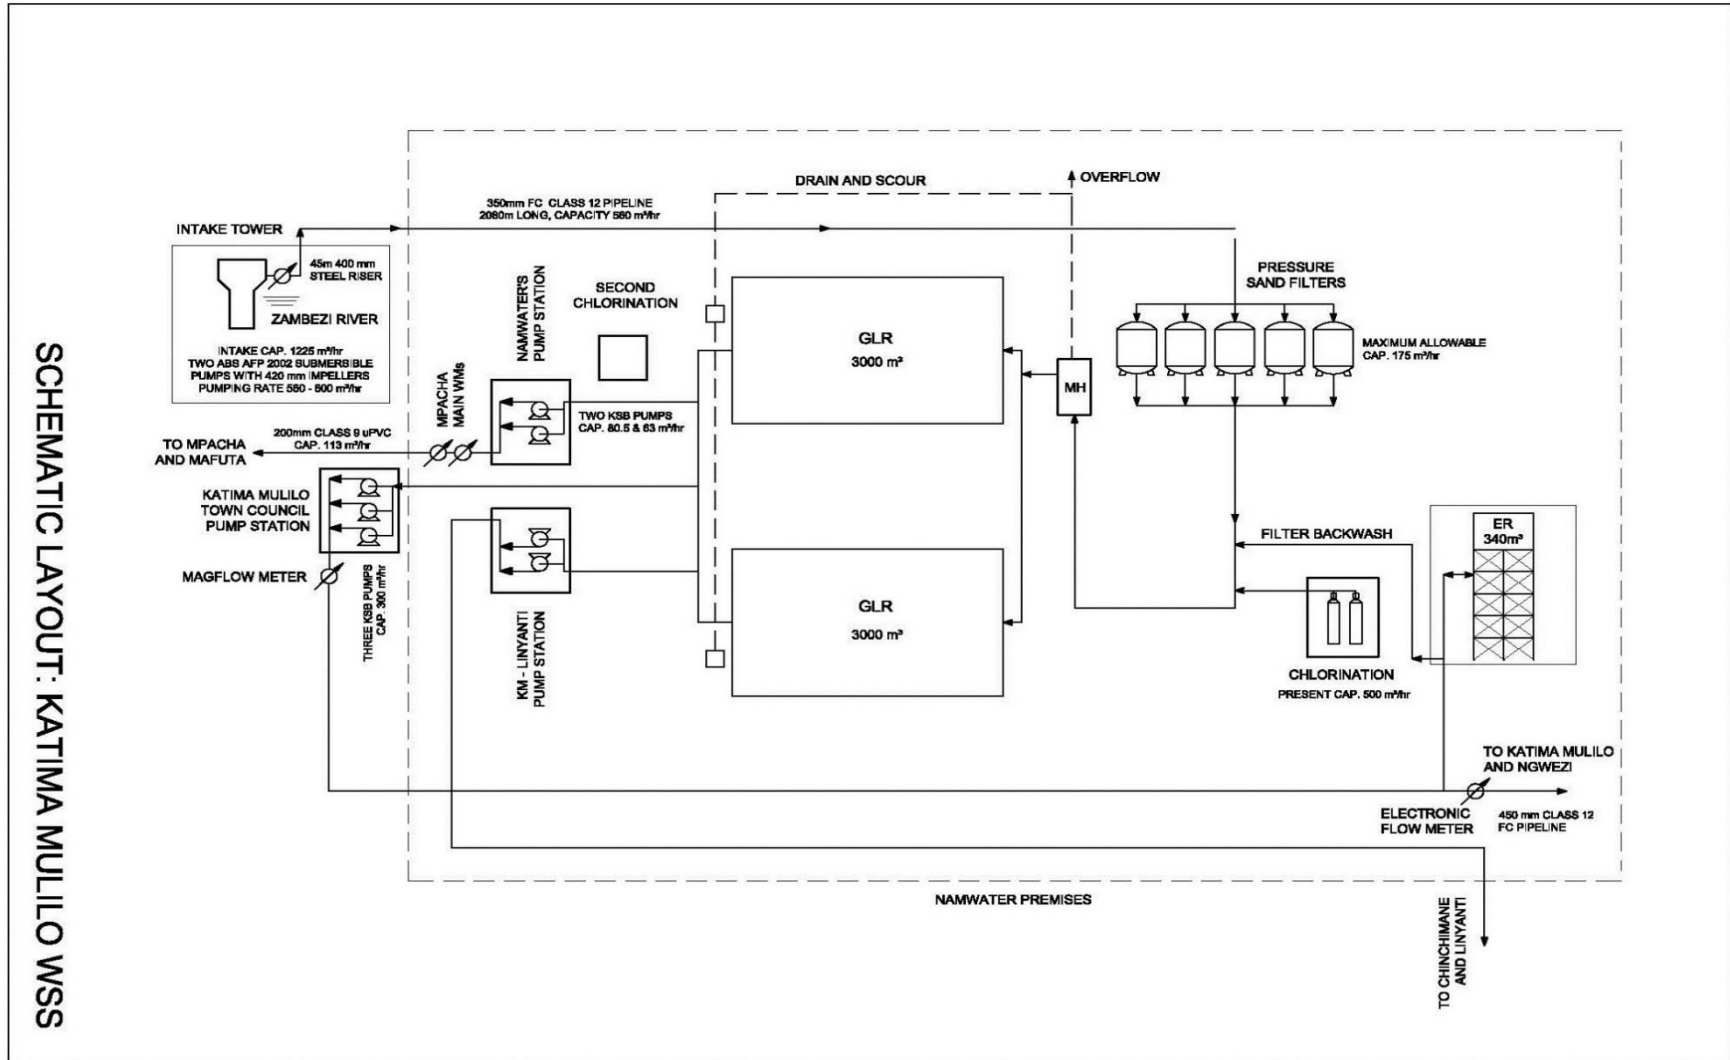 SCHEMATIC LAYOUT: KATIMA MULILO WSS
DRAIN AND SCOUR
OVERFLOW
350mm FC CLASS 12 PIPELINE
2080m LONG, CAPACITY 560 m³/hr
INTAKE TOWER
45m 400 mm
STEEL RISER
ZAMBEZI RIVER
INTAKE CAP. 1225 m³/hr
TWO ABS AFP 2002 SUBMERSIBLE
PUMPS WITH 420 mm IMPELLERS
PUMPING RATE 550 - 600 m³/hr
NAMWATER'S
PUMP STATION
SECOND
CHLORINATION
GLR
3000 m³
MH
PRESSURE
SAND FILTERS
MAXIMUM ALLOWABLE
CAP. 175 m³/hr
MPACHA
MAIN WMs
TWO KSB PUMPS
CAP. 80.5 & 63 m³/hr
200mm CLASS 9 uPVC
CAP. 113 m³/hr
TO MPACHA
AND MAFUTA
KATIMA MULILO
TOWN COUNCIL
PUMP STATION
MAGFLOW METER
THREE KSB PUMPS
CAP. 300 m³/hr
KM - LINYANTI
PUMP STATION
GLR
3000 m³
FILTER BACKWASH
ER
340m³
CHLORINATION
PRESENT CAP. 500 m³/hr
TO KATIMA MULILO
AND NGWEZI
ELECTRONIC
FLOW METER
450 mm CLASS 12
FC PIPELINE
NAMWATER PREMISES
TO CHINCHIMANE
AND LINYANTI